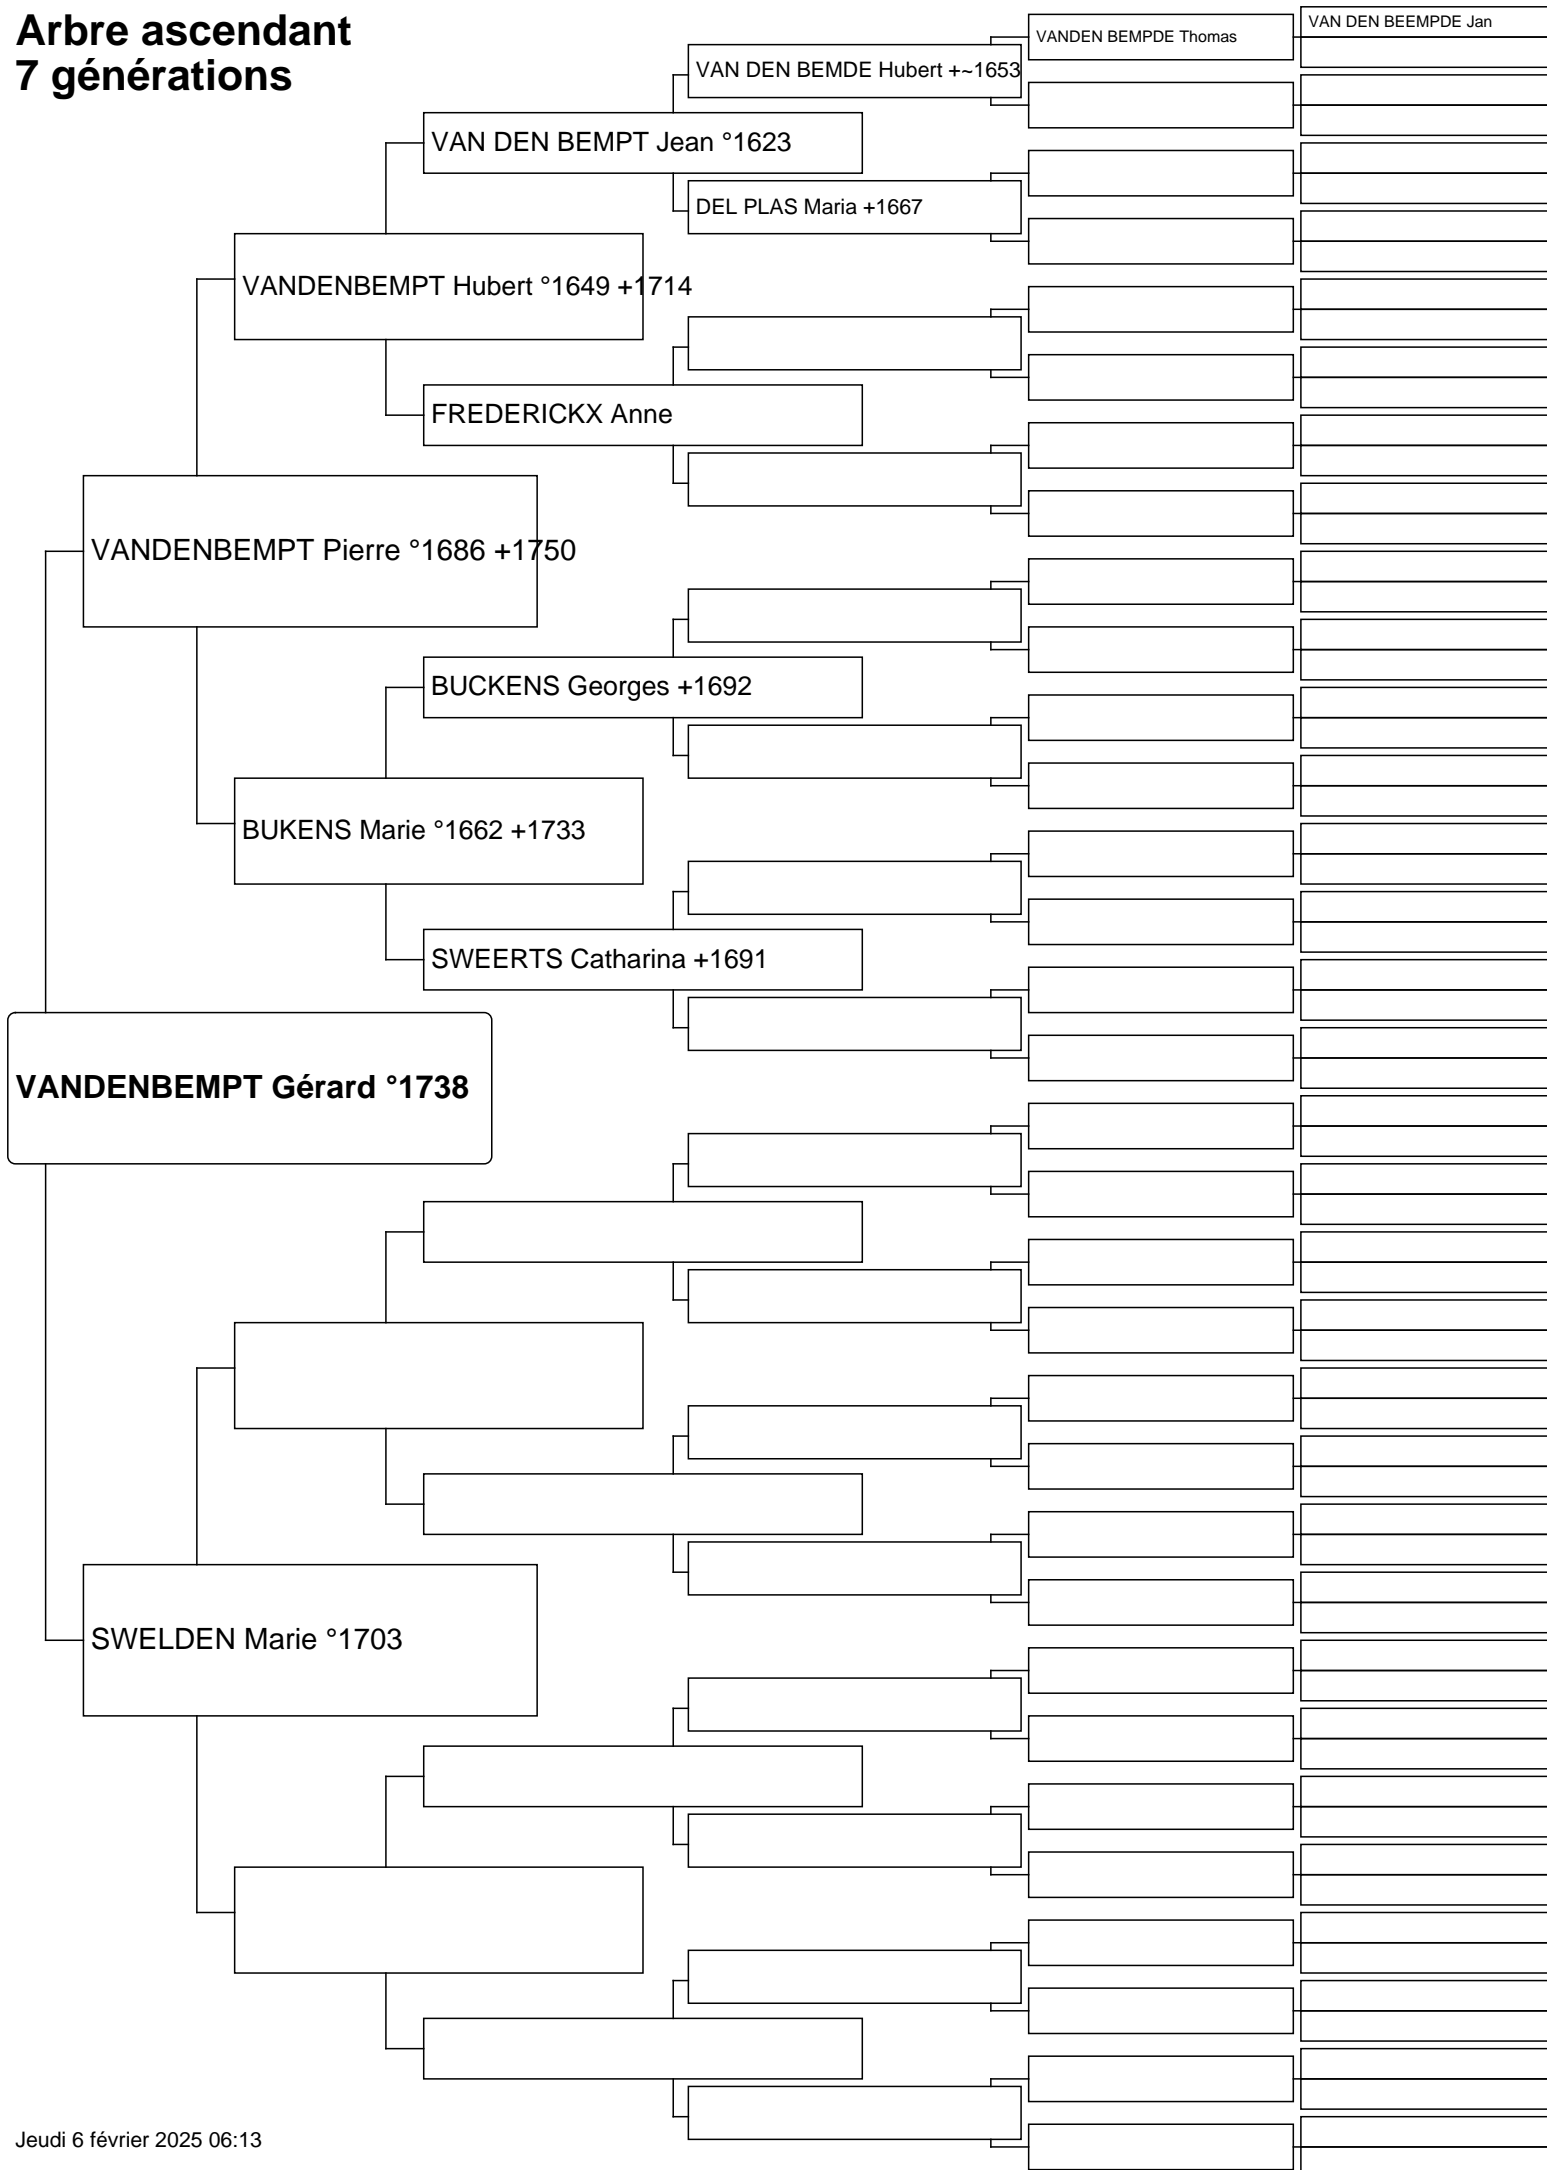 Arbre ascendant
7 générations
VAN DEN BEEMPDE Jan
VANDEN BEMPDE Thomas
VAN DEN BEMDE Hubert +~1653
VAN DEN BEMPT Jean °1623
DEL PLAS Maria +1667
VANDENBEMPT Hubert °1649 +1714
FREDERICKX Anne
VANDENBEMPT Pierre °1686 +1750
BUCKENS Georges +1692
BUKENS Marie °1662 +1733
SWEERTS Catharina +1691
VANDENBEMPT Gérard °1738
SWELDEN Marie °1703
Jeudi 6 février 2025 06:13